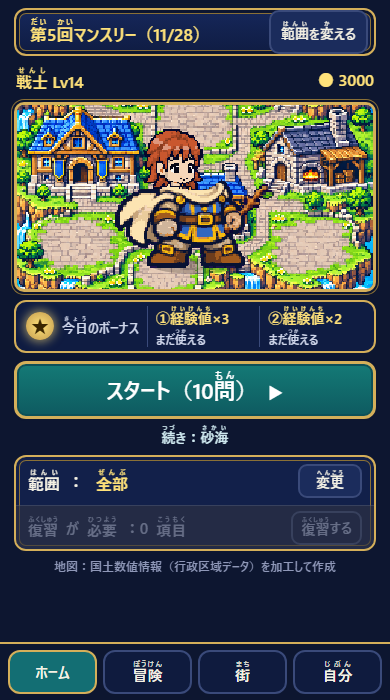 第5回マンスリー（11/28）
範囲を変える
戦士 Lv14
3000
今日のボーナス
①経験値×3
まだ使える
②経験値×2
まだ使える
スタート（10問） ▶
続き：砂海
範囲 ： 全部
変更
復習 が 必要 ：0 項目
復習する
地図：国土数値情報（行政区域データ）を加工して作成
ホーム
冒険
街
自分